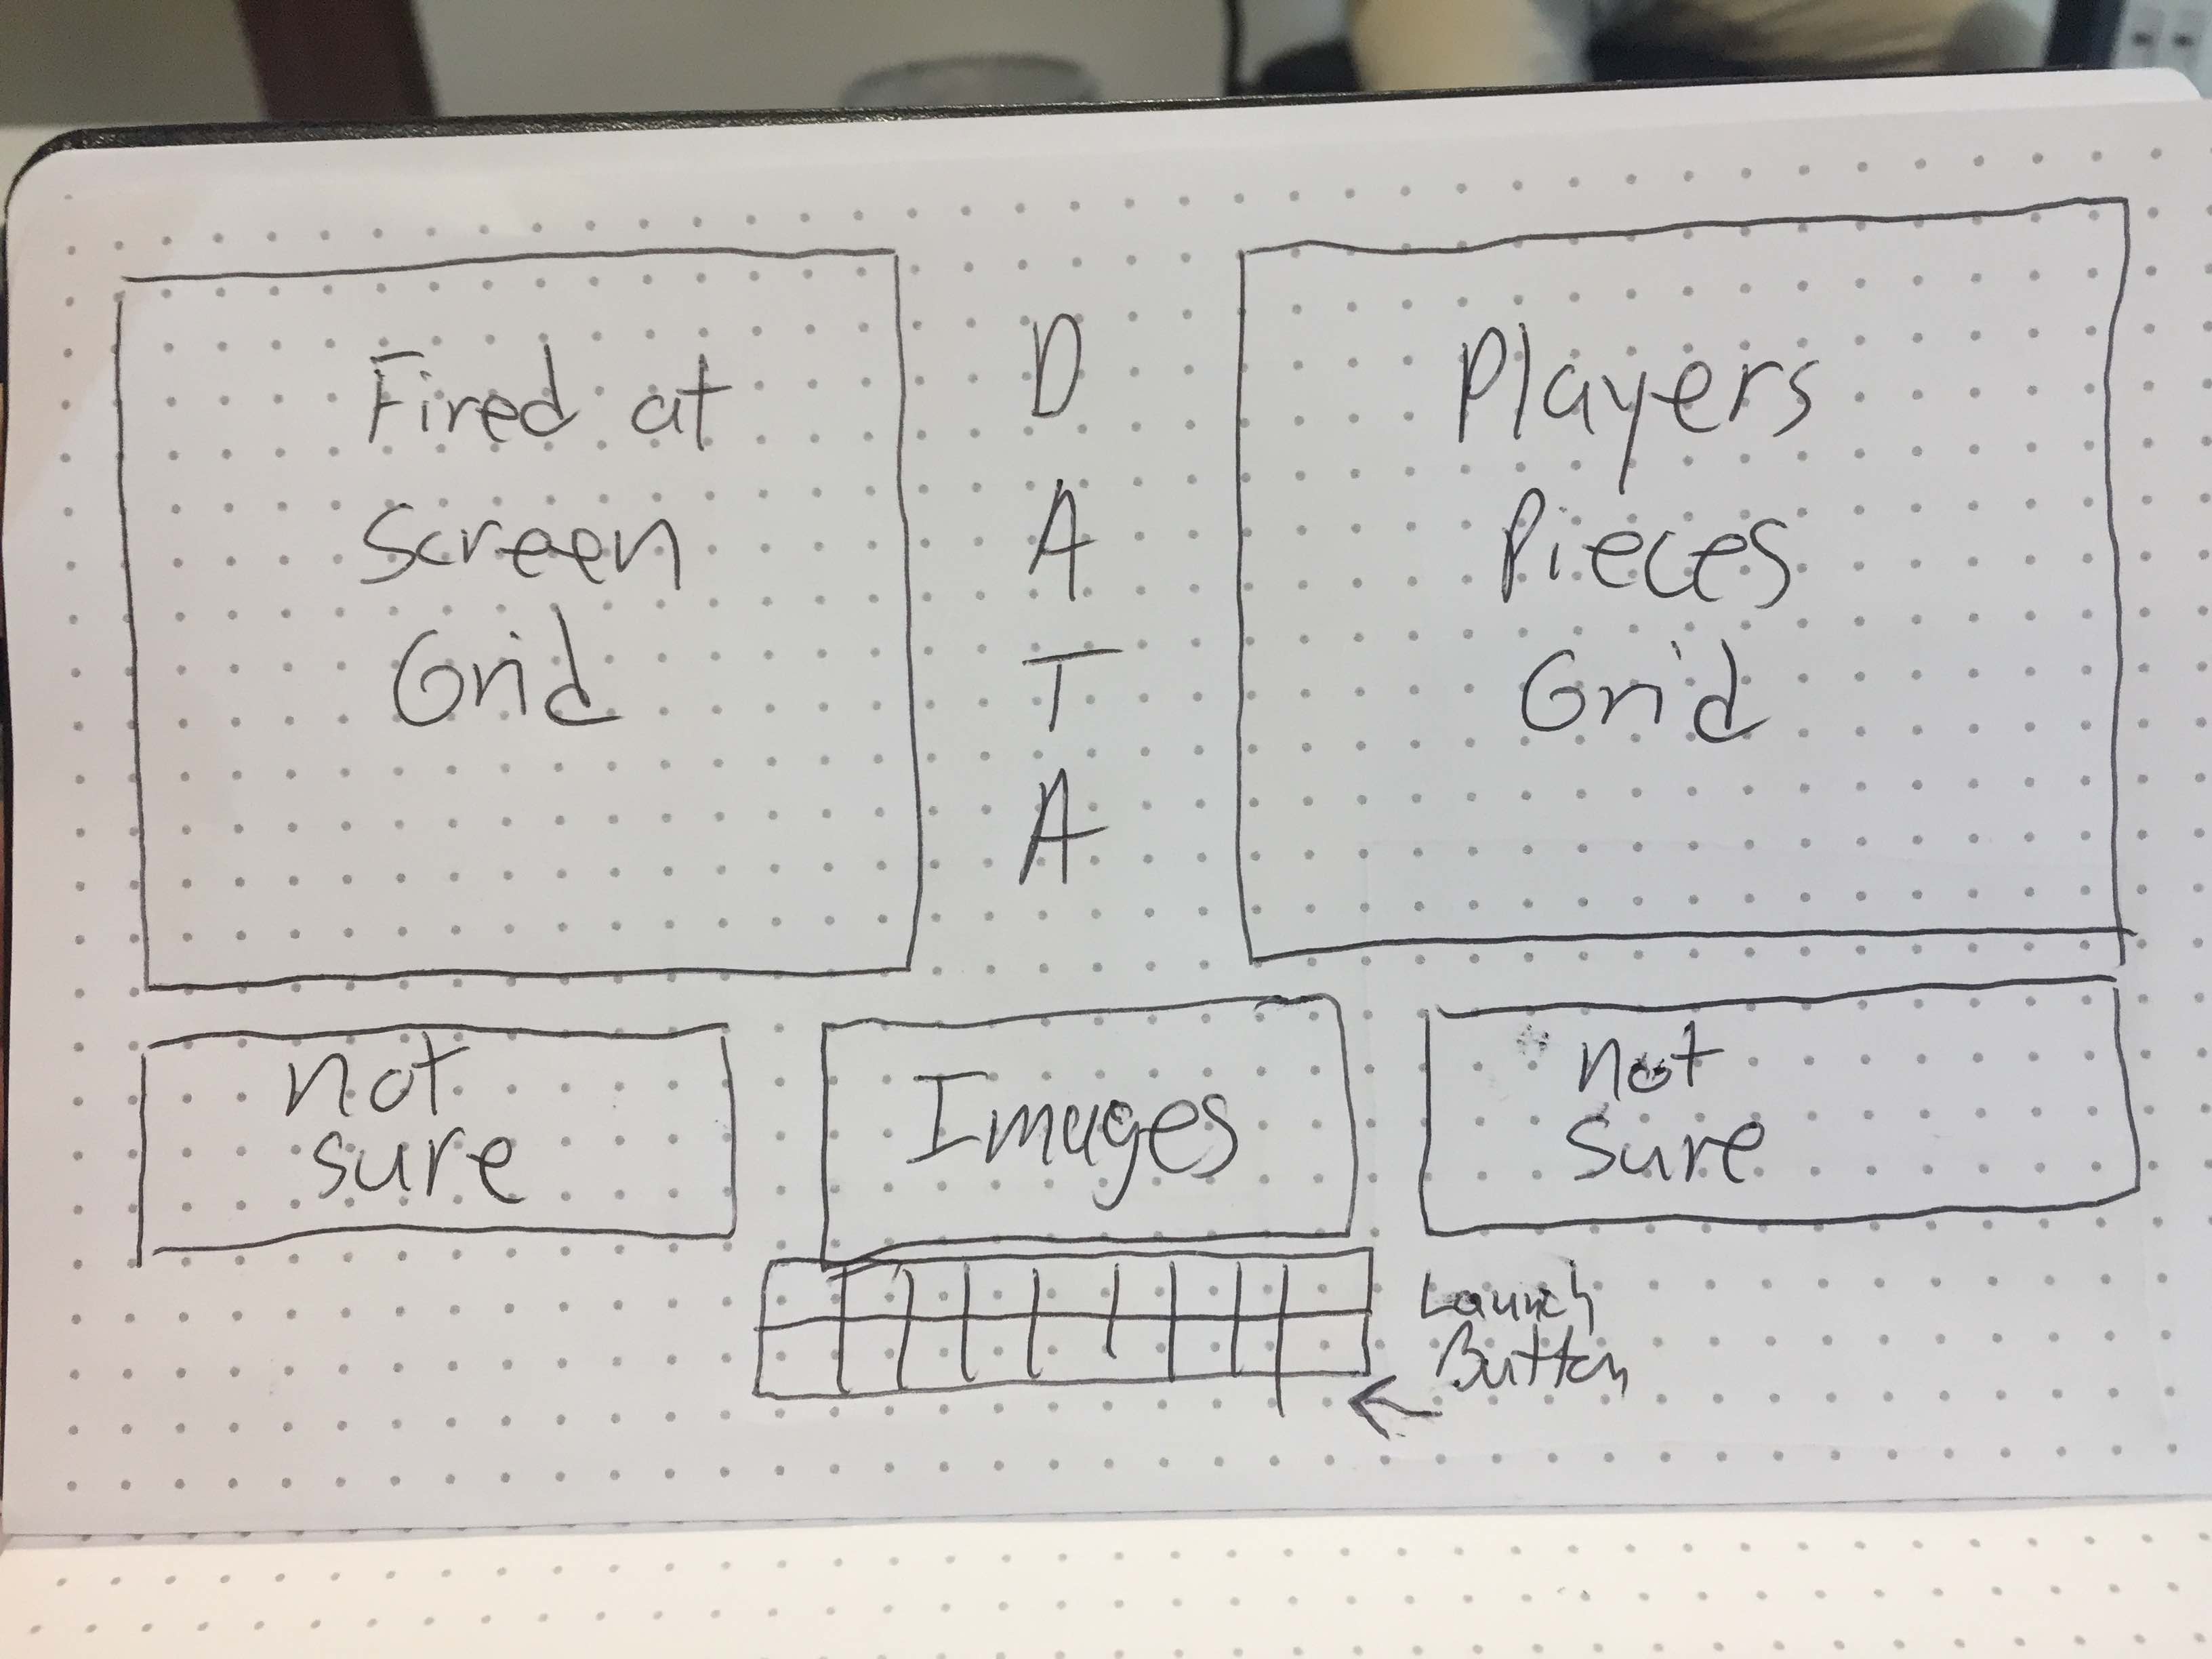 Fired at
Screen
Grid
D
A
T
A
Players
Pieces
Grid
not
sure
Images
not
sure
Launch
Button